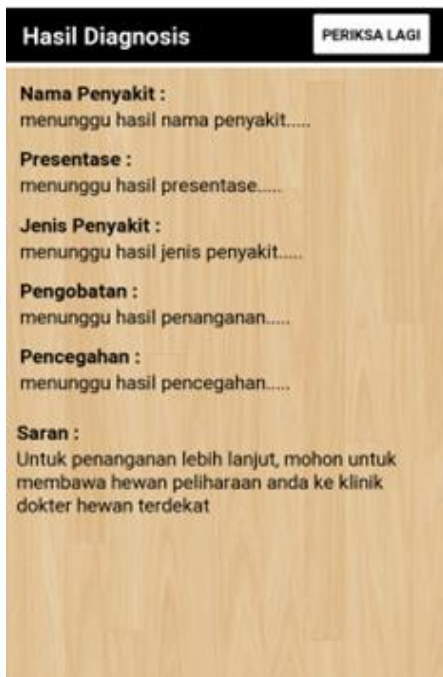 Hasil Diagnosis
PERIKSA LAGI
Nama Penyakit :
menunggu hasil nama penyakit.....
Presentase :
menunggu hasil presentase.....
Jenis Penyakit :
menunggu hasil jenis penyakit.....
Pengobatan :
menunggu hasil penanganan.....
Pencegahan :
menunggu hasil pencegahan.....
Saran :
Untuk penanganan lebih lanjut, mohon untuk
membawa hewan peliharaan anda ke klinik
dokter hewan terdekat